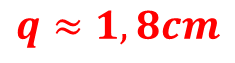 q ≈ 1, 8cm